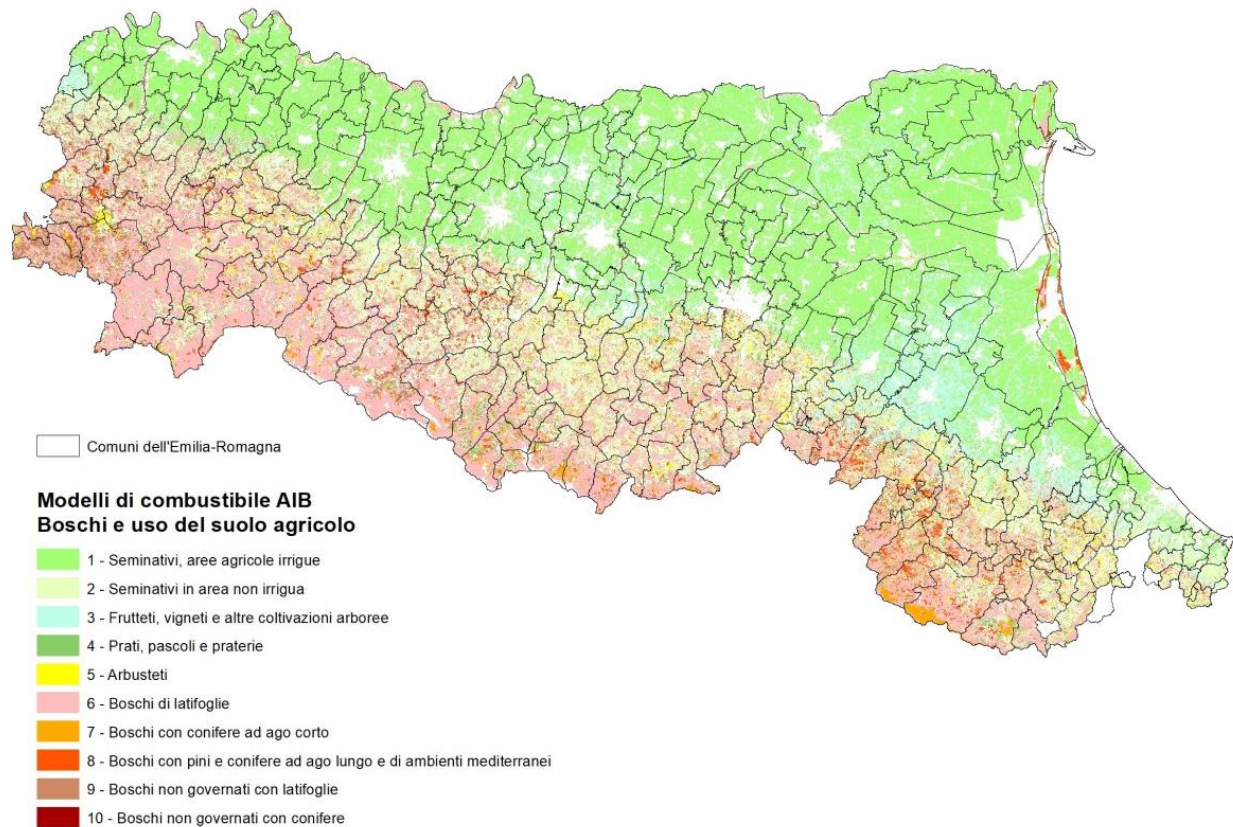 Comuni dell'Emilia-Romagna
Modelli di combustibile AIB
Boschi e uso del suolo agricolo
1 - Seminativi, aree agricole irrigue
2 - Seminativi in area non irrigua
3 - Frutteti, vigneti e altre coltivazioni arboree
4 - Prati, pascoli e praterie
5 - Arbusteti
6 - Boschi di latifoglie
7 - Boschi con conifere ad ago corto
8 - Boschi con pini e conifere ad ago lungo e di ambienti mediterranei
9 - Boschi non governati con latifoglie
10 - Boschi non governati con conifere